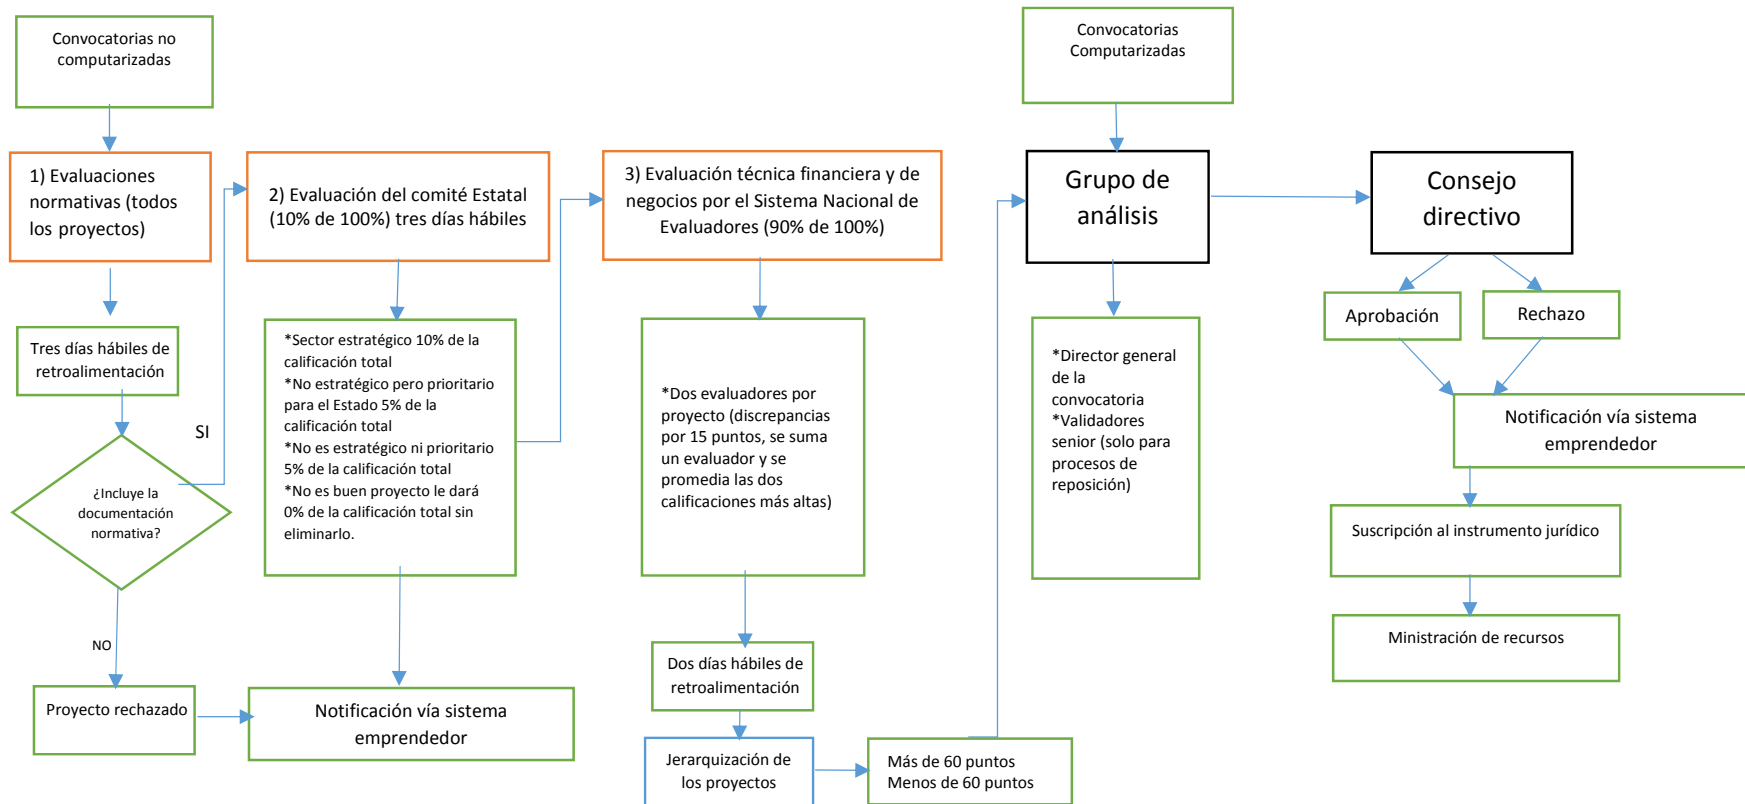 Convocatorias no
computarizadas
1) Evaluaciones
normativas (todos
los proyectos)
Tres días hábiles de
retroalimentación
¿Incluye la
documentación
normativa?
SI
NO
Proyecto rechazado
2) Evaluación del comité Estatal
(10% de 100%) tres días hábiles
*Sector estratégico 10% de la
calificación total
*No estratégico pero prioritario
para el Estado 5% de la
calificación total
*No es estratégico ni prioritario
5% de la calificación total
*No es buen proyecto le dará
0% de la calificación total sin
eliminarlo.
Notificación vía sistema
emprendedor
3) Evaluación técnica financiera y de
negocios por el Sistema Nacional de
Evaluadores (90% de 100%)
*Dos evaluadores por
proyecto (discrepancias
por 15 puntos, se suma
un evaluador y se
promedia las dos
calificaciones más altas)
Dos días hábiles de
retroalimentación
Jerarquización de
los proyectos
Más de 60 puntos
Menos de 60 puntos
Convocatorias
Computarizadas
Grupo de
análisis
*Director general
de la
convocatoria
*Validadores
senior (solo para
procesos de
reposición)
Consejo
directivo
Aprobación
Rechazo
Notificación vía sistema
emprendedor
Suscripción al instrumento jurídico
Ministración de recursos